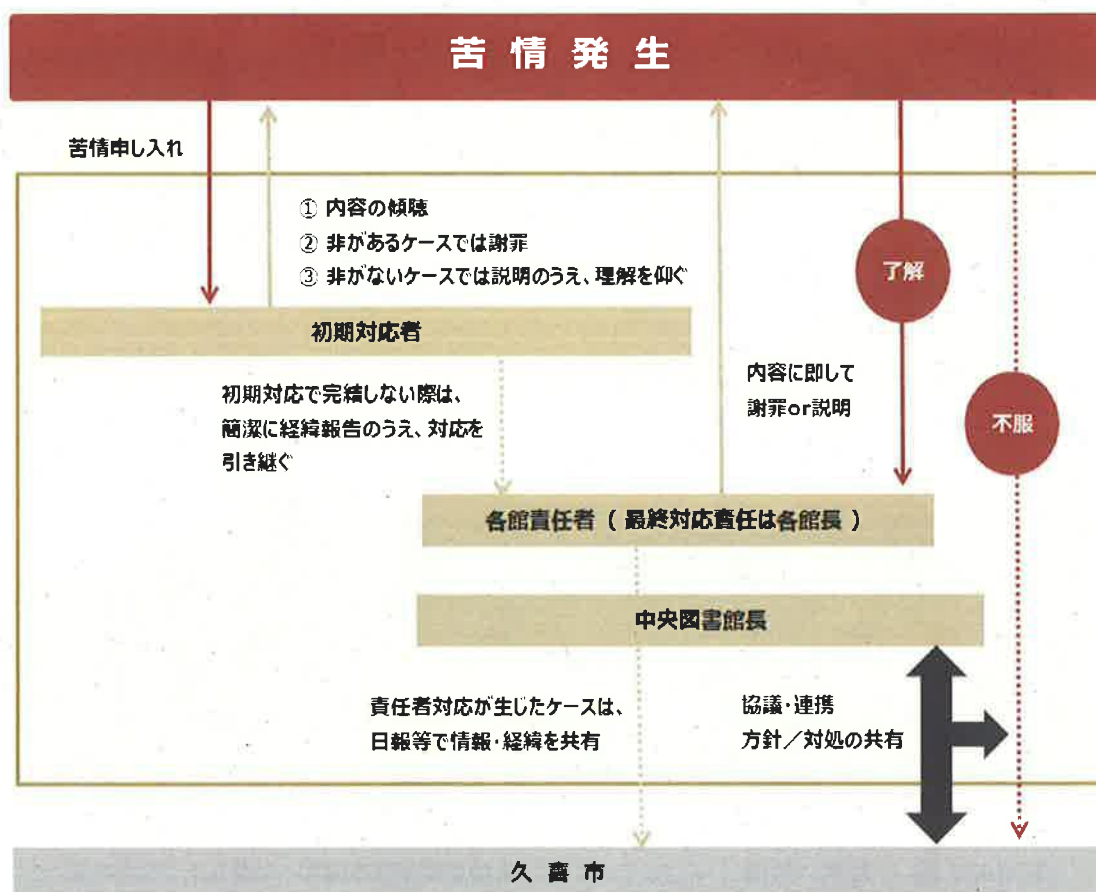 苦情発生
苦情申し入れ
① 内容の傾聴
② 非があるケースでは謝罪
③ 非がないケースでは説明のうえ、理解を仰ぐ
了解
初期対応者
初期対応で完結しない際は、
簡潔に経緯報告のうえ、対応を
引き継ぐ
内容に即して
謝罪or説明
不服
各館責任者 ( 最終対応責任は各館長 )
中央図書館長
責任者対応が生じたケースは、
日報等で情報・経緯を共有
協議・連携
方針／対処の共有
久喜市